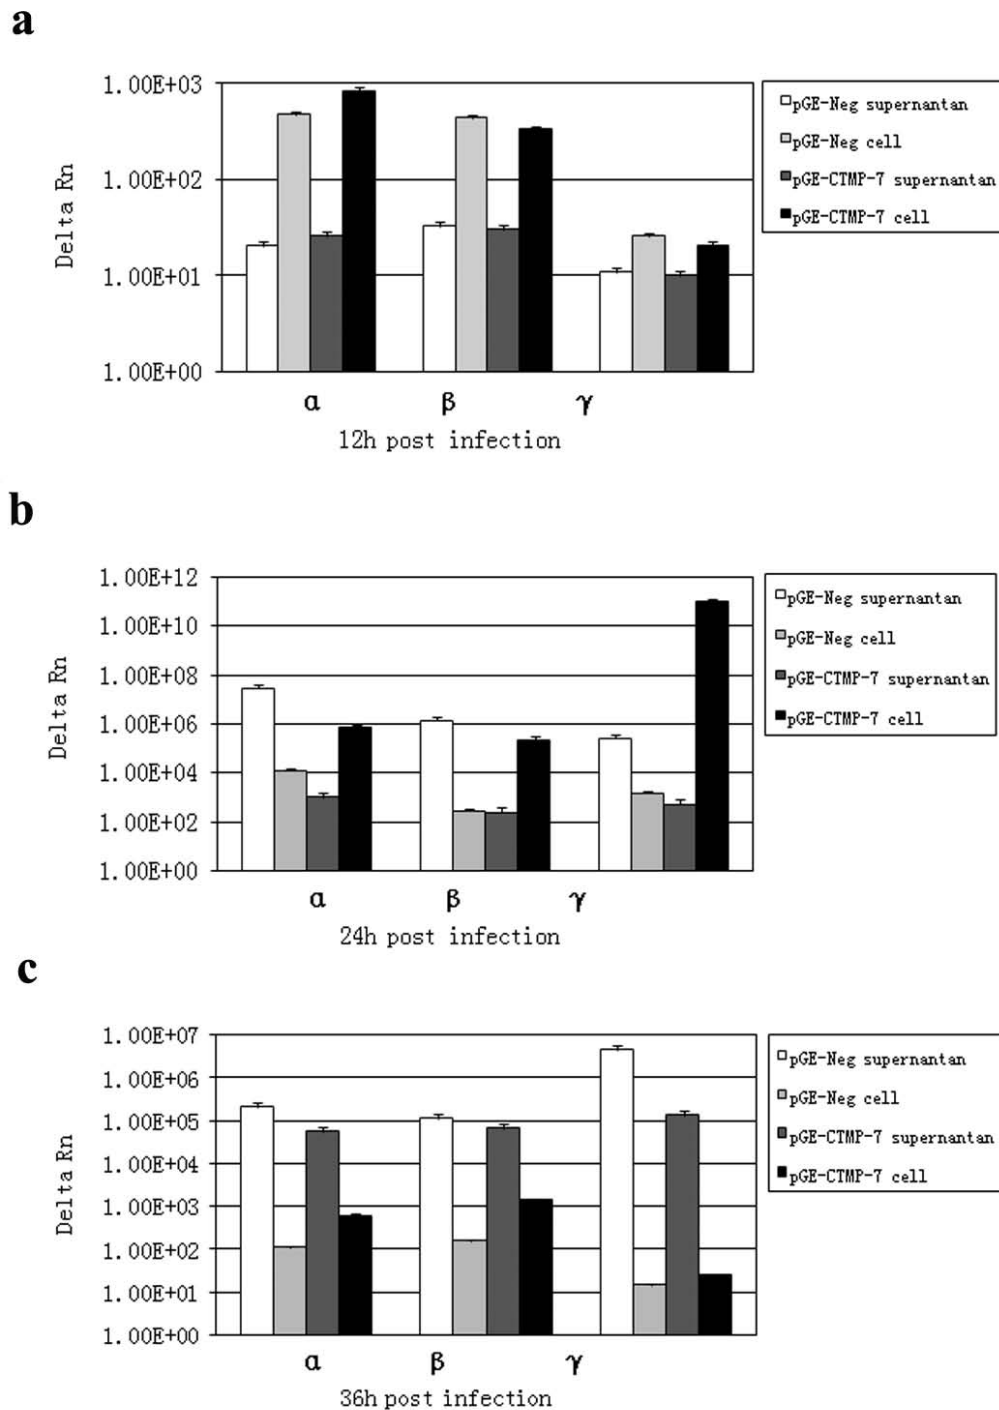 a
1.00E+03
1.00E+02
1.00E+01
1.00E+00
Delta Rn
α β γ
12h post infection
pGE-Neg supernantan
pGE-Neg cell
pGE-CTMP-7 supernantan
pGE-CTMP-7 cell
b
1.00E+12
1.00E+10
1.00E+08
1.00E+06
1.00E+04
1.00E+02
1.00E+00
Delta Rn
α β γ
24h post infection
pGE-Neg supernantan
pGE-Neg cell
pGE-CTMP-7 supernantan
pGE-CTMP-7 cell
c
1.00E+07
1.00E+06
1.00E+05
1.00E+04
1.00E+03
1.00E+02
1.00E+01
1.00E+00
Delta Rn
α β γ
36h post infection
pGE-Neg supernantan
pGE-Neg cell
pGE-CTMP-7 supernantan
pGE-CTMP-7 cell